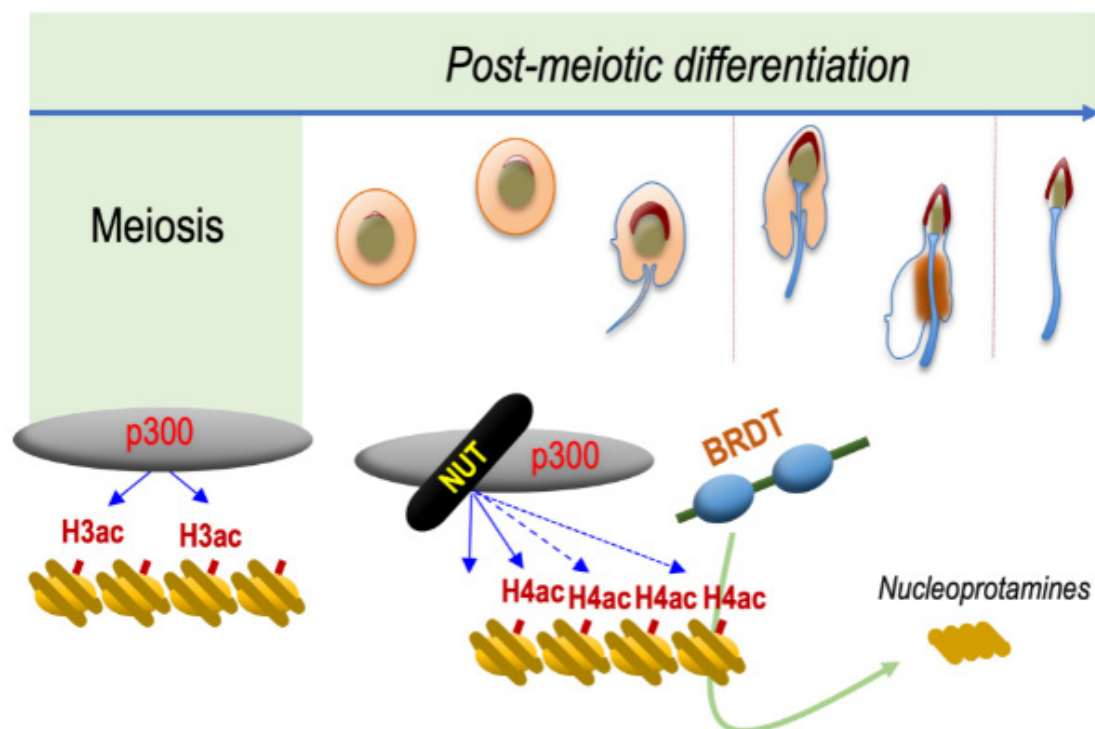 Post-meiotic differentiation
Meiosis
p300
H3ac H3ac
NUT p300
BRDT
H4ac H4ac H4ac H4ac
Nucleoprotamines